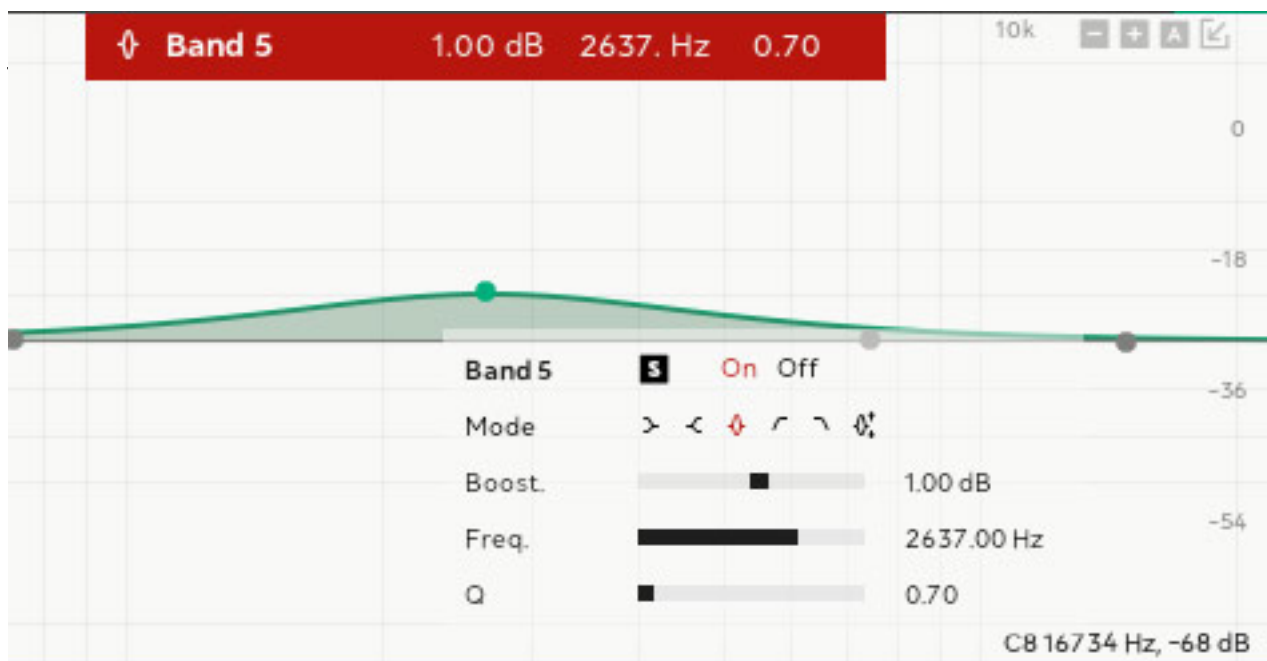 Band 5 1.00 dB 2637. Hz 0.70
10k
- + A
0
-18
Band 5 S On Off
-36
Mode
Boost. 1.00 dB
-54
Freq. 2637.00 Hz
Q 0.70
C8 16734 Hz, -68 dB